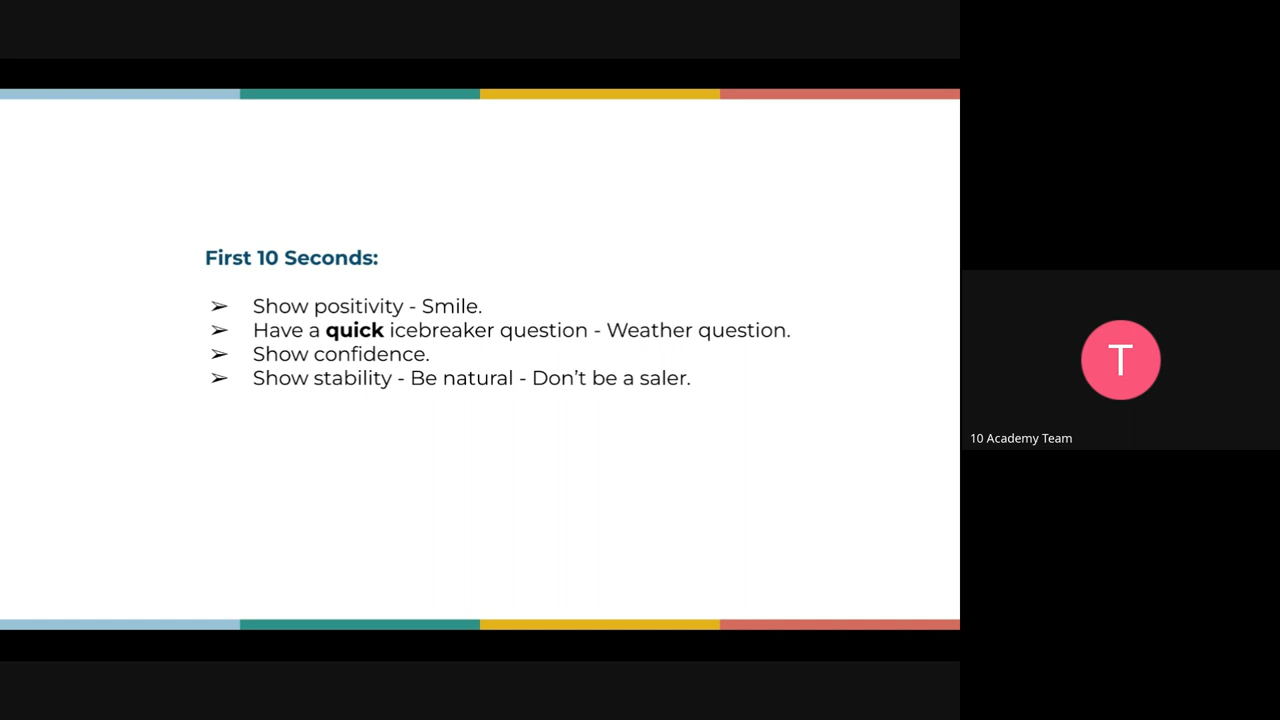 First 10 Seconds:
➢ Show positivity - Smile.
➢ Have a quick icebreaker question - Weather question.
➢ Show confidence.
➢ Show stability - Be natural - Don't be a saler.
T
10 Academy Team